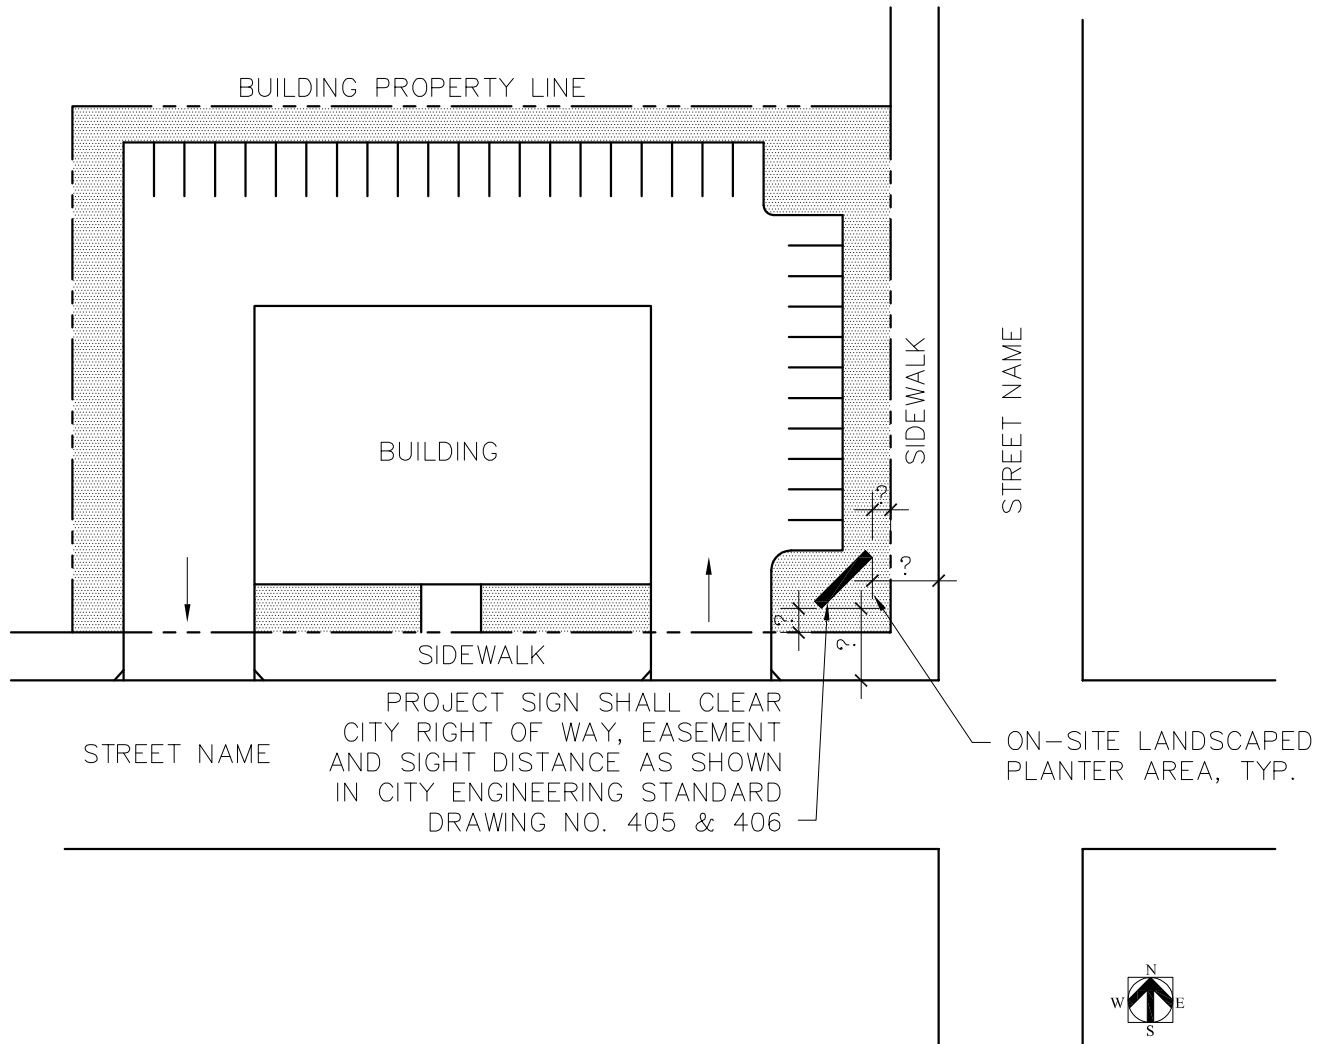 BUILDING PROPERTY LINE
SIDEWALK
STREET NAME
BUILDING
?
?
?
?
SIDEWALK
PROJECT SIGN SHALL CLEAR
CITY RIGHT OF WAY, EASEMENT
AND SIGHT DISTANCE AS SHOWN
IN CITY ENGINEERING STANDARD
DRAWING NO. 405 & 406
STREET NAME
ON-SITE LANDSCAPED
PLANTER AREA, TYP.
N
W E
S